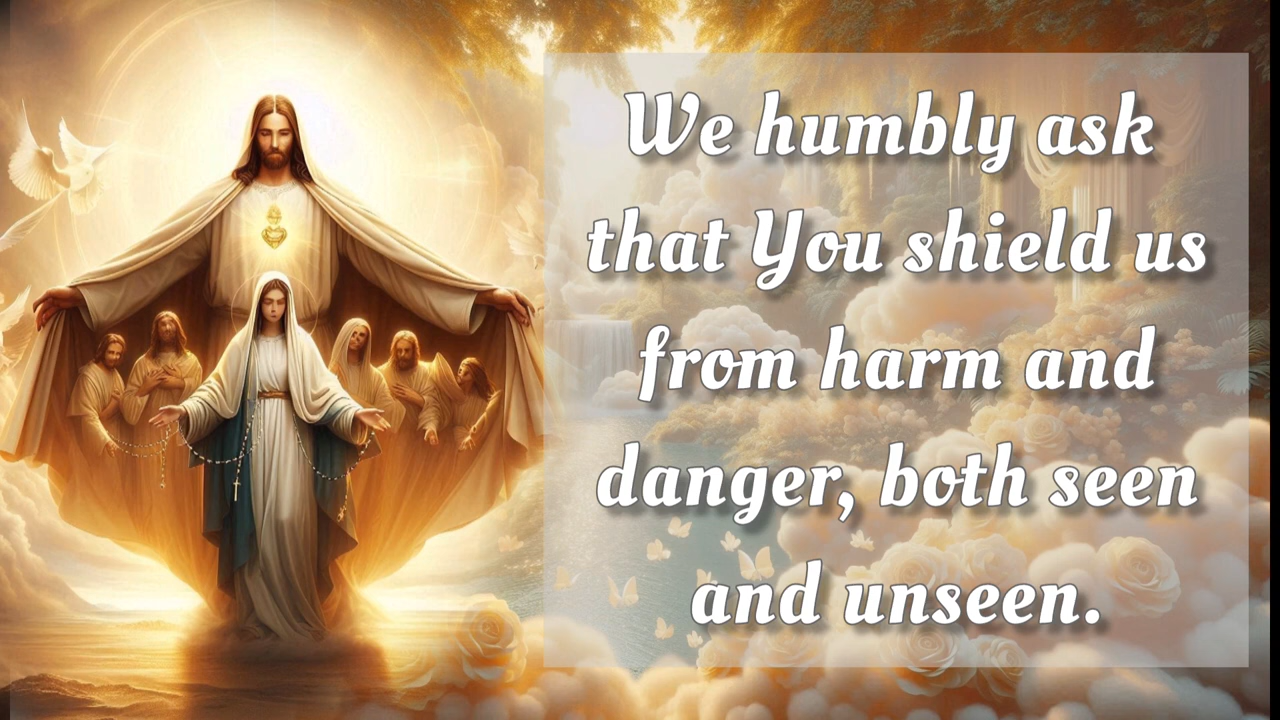 We humbly ask
that You shield us
from harm and
danger, both seen
and unseen.